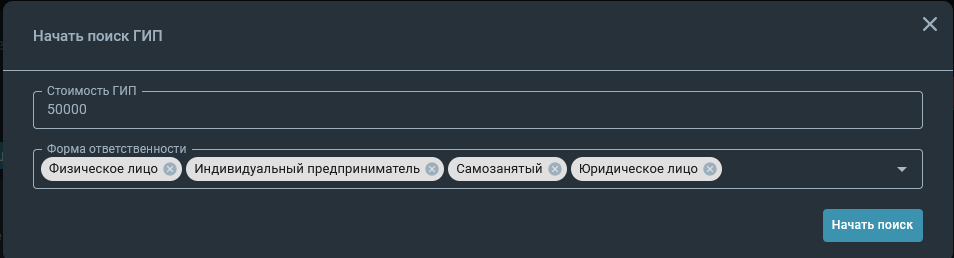 Начать поиск ГИП
Стоимость ГИП
50000
Форма ответственности
Физическое лицо Индивидуальный предприниматель Самозанятый Юридическое лицо
Начать поиск